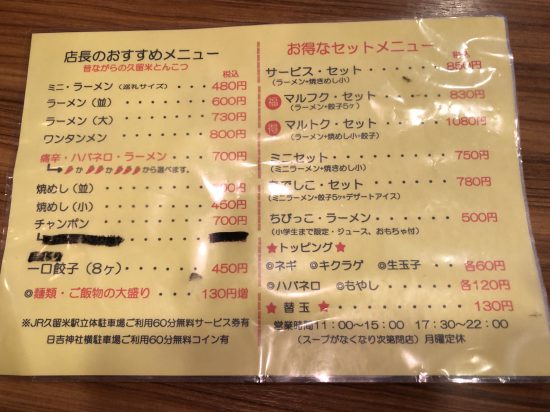 店長のおすすめメニュー
昔ながらの久留米とんこつ
税込
ミニ・ラーメン（巡礼サイズ）・・・480円
ラーメン（並）・・・・・・600円
ラーメン（大）・・・・・・730円
ワンタンメン・・・・・・800円
痛辛・ハバネロ・ラーメン・・・700円
か か から選べます。
焼めし（並）・・・・・・
焼めし（小）・・・・・・450円
チャンポン・・・・・・700円
一口餃子（8ヶ）・・・・・450円
◎麺類・ご飯物の大盛り・・・130円増
※JR久留米駅立体駐車場ご利用60分無料サービス券有
日吉神社横駐車場ご利用60分無料コイン有
お得なセットメニュー
税込
サービス・セット・・・・・・850円
（ラーメン+焼めし小）
福 マルフク・セット・・・・830円
（ラーメン+餃子5ヶ）
マルトク・セット・・・・1080円
（ラーメン+焼めし小+餃子）
ミニセット・・・・・・750円
（ミニラーメン+焼めし小）
でしこ・セット・・・・・780円
（ミニラーメン+餃子5ヶ+デザートアイス）
ちびっこ・ラーメン・・・・500円
（小学生まで限定・ジュース、おもちゃ付）
★トッピング★
◎ネギ ◎キクラゲ ◎生玉子・・各60円
◎ハバネロ ◎もやし・・・・各120円
★替玉★・・・・・・130円
営業時間11：00～15：00 17：30～22：00
（スープがなくなり次第閉店）月曜定休